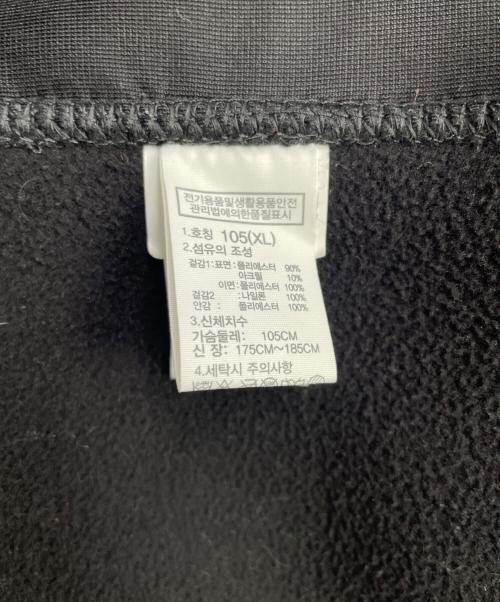 전기용품및생활용품안전
관리법에의한품질표시
1.호칭 105(XL)
2.섬유의 조성
겉감1:표면:폴리에스터 90%
아크릴 10%
이면:폴리에스터 100%
겉감2 : 나일론 100%
안감 : 폴리에스터 100%
3.신체치수
가슴둘레: 105CM
신 장: 175CM~185CM
4.세탁시 주의사항